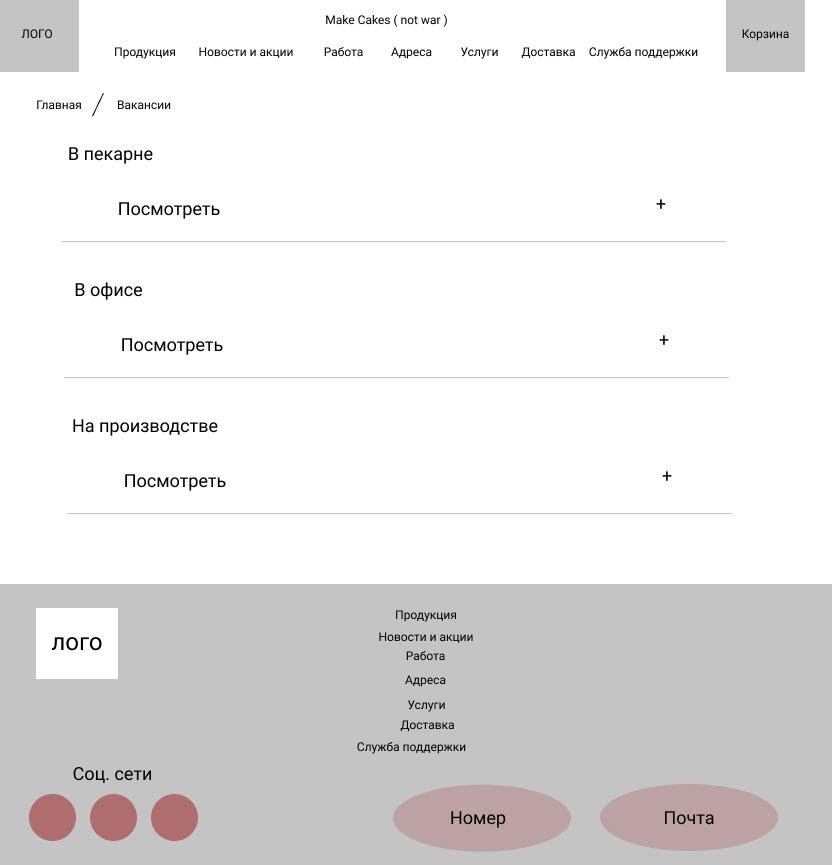 ЛОГО
Make Cakes ( not war )
Корзина
Продукция Новости и акции Работа Адреса Услуги Доставка Служба поддержки
Главная / Вакансии
В пекарне
Посмотреть +
В офисе
Посмотреть +
На производстве
Посмотреть +
лого
Продукция
Новости и акции
Работа
Адреса
Услуги
Доставка
Служба поддержки
Соц. сети
Номер Почта